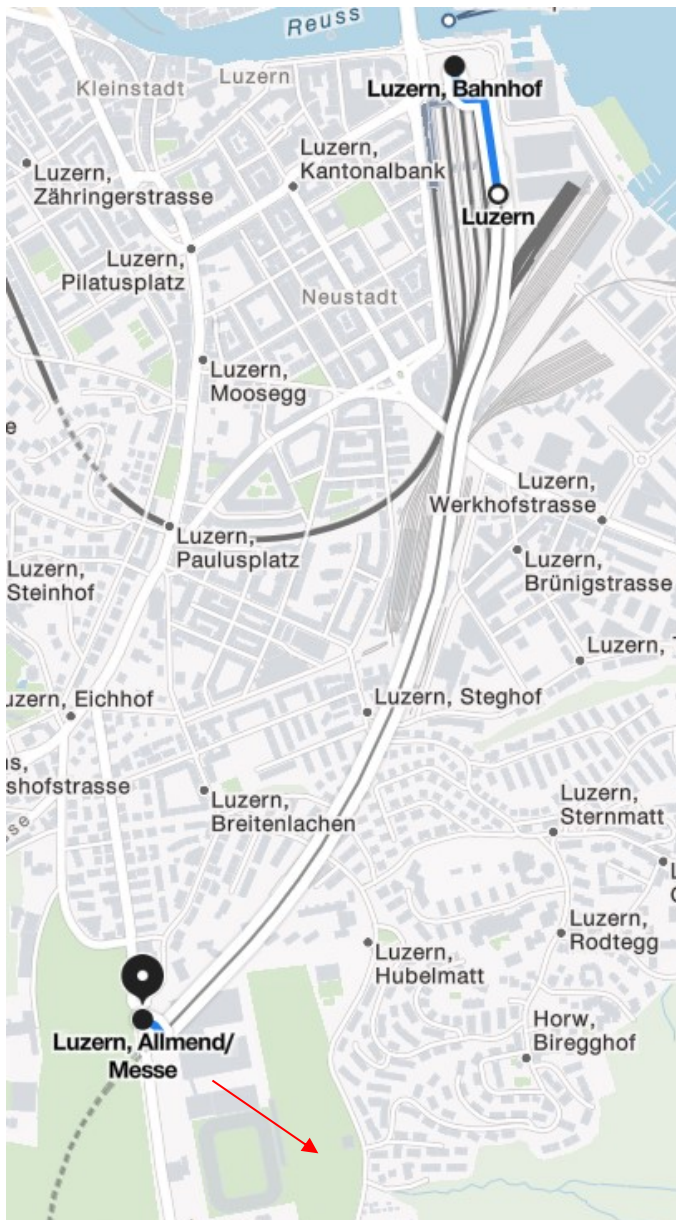 Reuss
Kleinstadt
Luzern
Luzern, Bahnhof
Luzern,
Kantonalbank
Luzern,
Zähringerstrasse
Luzern
Luzern,
Pilatusplatz
Neustadt
Luzern,
Moosegg
e
Luzern,
Werkhofstrasse
Luzern,
Paulusplatz
Luzern,
Brünigstrasse
Luzern,
Steinhof
Luzern,
uzern, Eichhof
Luzern, Steghof
shofstrasse
Luzern,
Breitenlachen
Luzern,
Sternmatt
Luzern,
Rodtegg
Luzern,
Hubelmatt
Luzern, Allmend/
Messe
Horw,
Biregghof